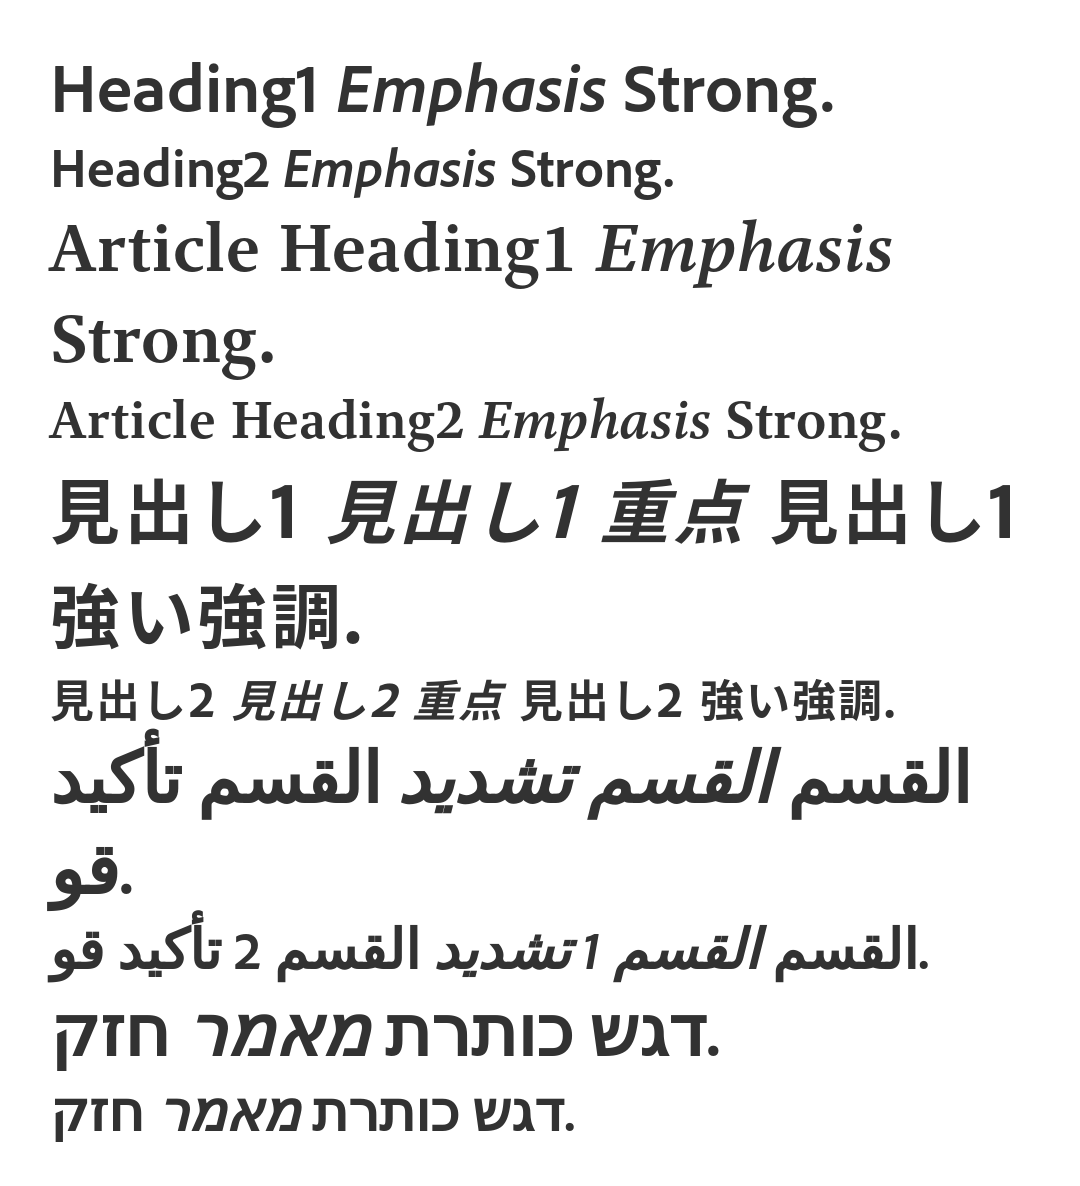 Heading1 Emphasis Strong.
Heading2 Emphasis Strong.
Article Heading1 Emphasis
Strong.
Article Heading2 Emphasis Strong.
見出し1 見出し1 重点 見出し1
強い強調.
見出し2 見出し2 重点 見出し2 強い強調.
القسم القسم تشديد القسم تأكيد
قو.
القسم القسم 1 تشديد القسم 2 تأكيد قو.
דגש כותרת מאמר חזק.
דגש כותרת מאמר חזק.